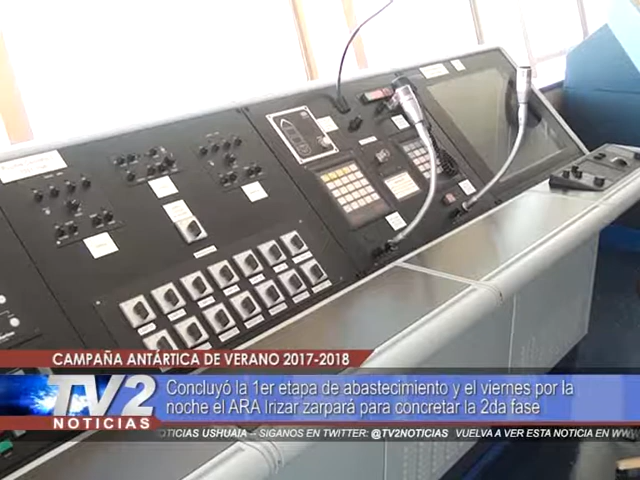 CAMPAÑA ANTÁRTICA DE VERANO 2017-2018
TV2
NOTICIAS
Concluyó la 1er etapa de abastecimiento y el viernes por la
noche el ARA Irizar zarpará para concretar la 2da fase
OTICIAS USHUAIA -- SIGANOS EN TWITTER: @TV2NOTICIAS VUELVA A VER ESTA NOTICIA EN WWW